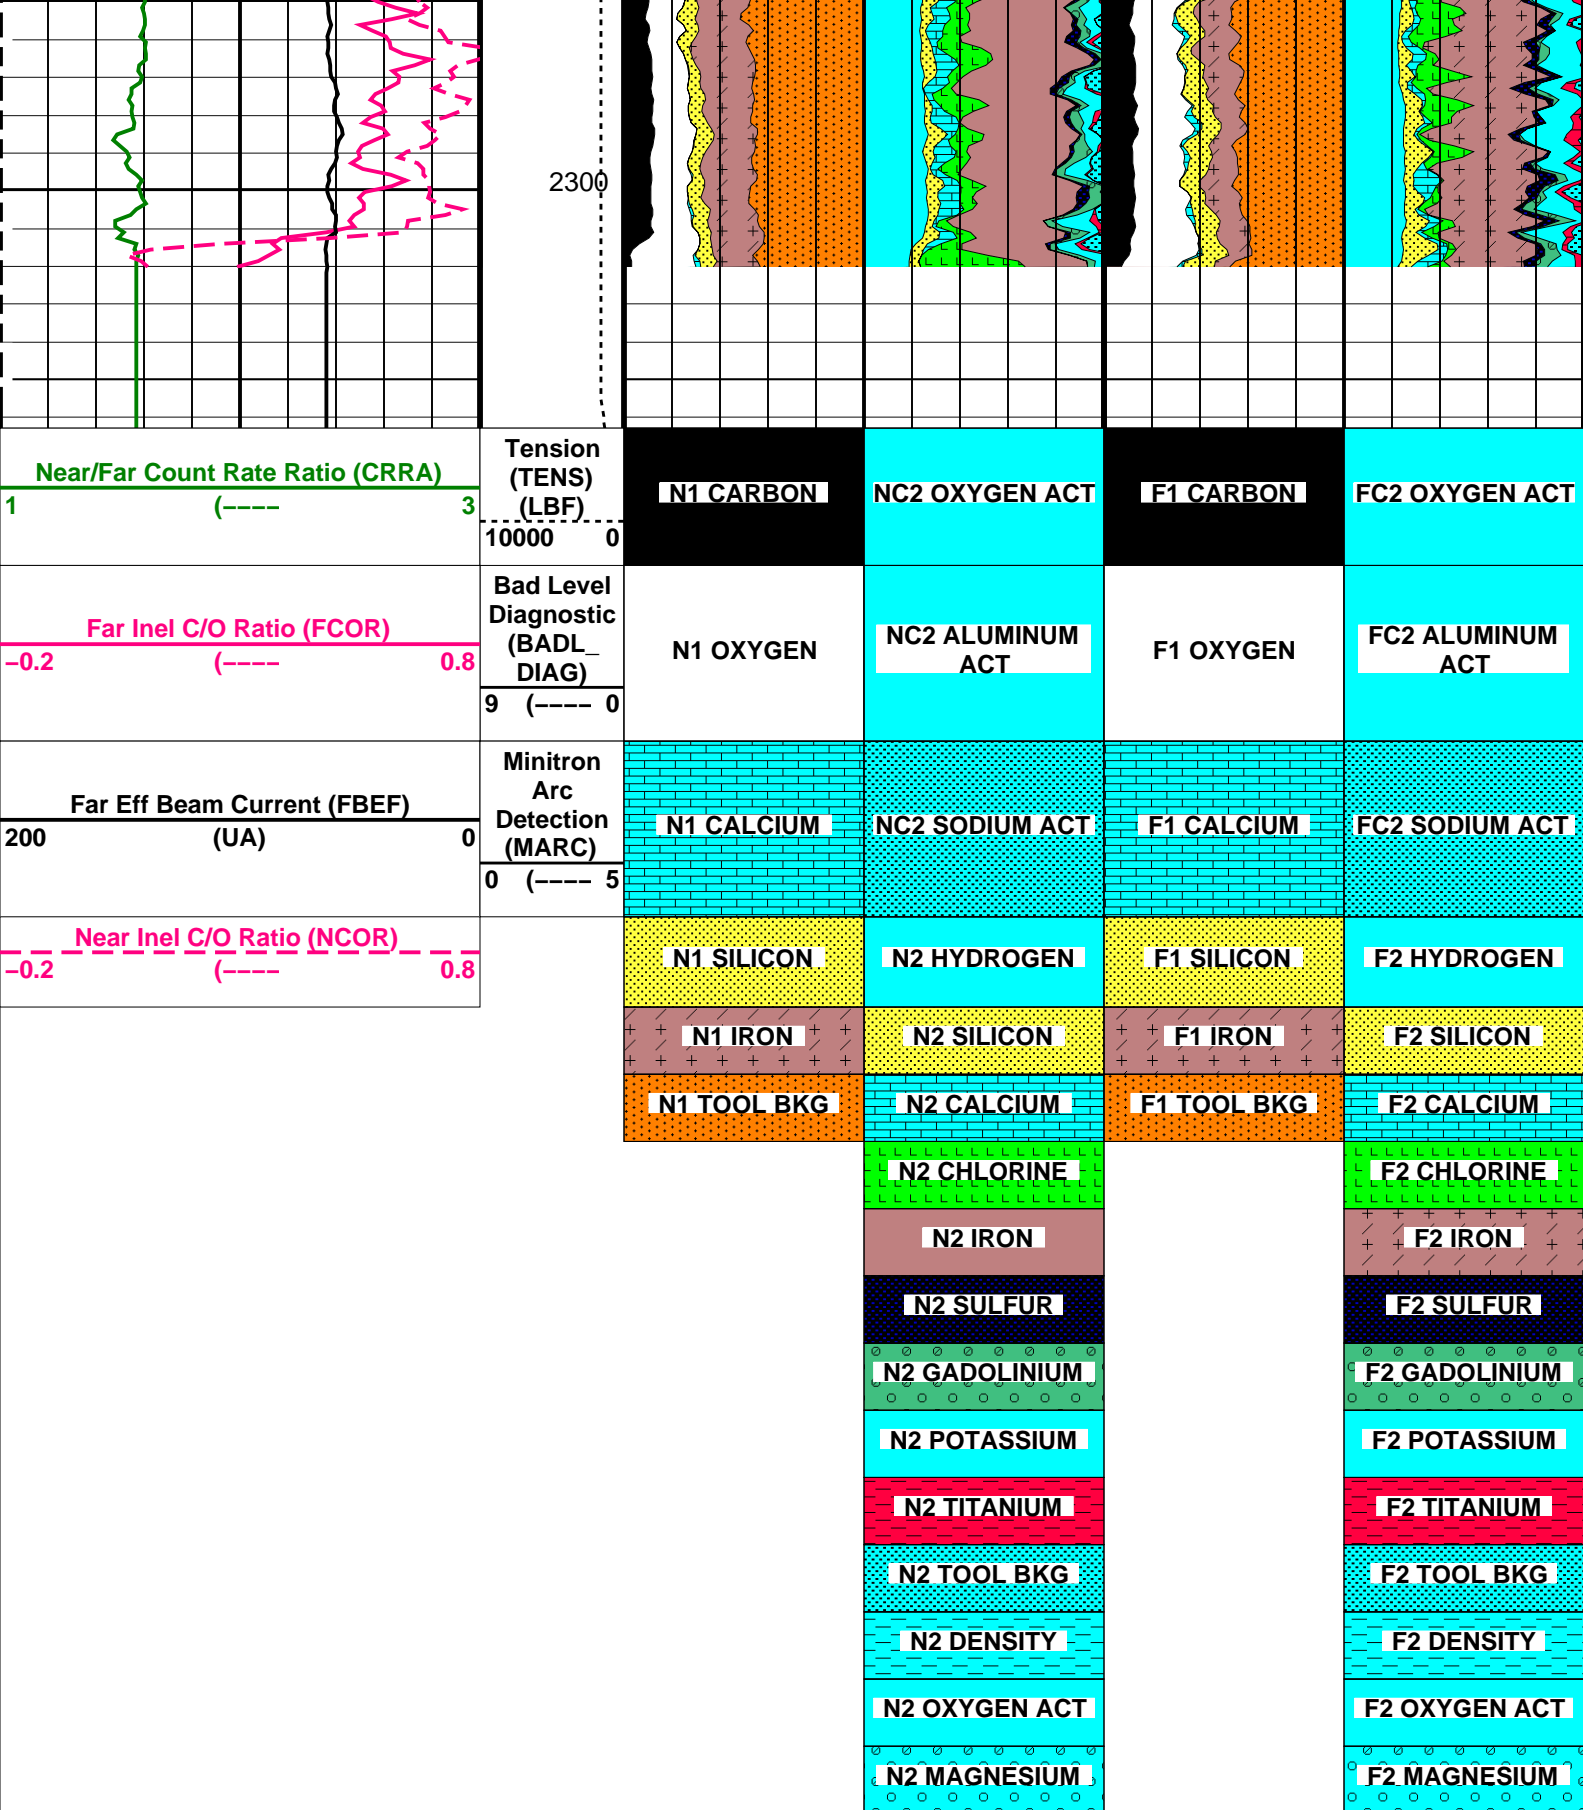 2300
Near/Far Count Rate Ratio (CRRA)
1 (−−−− 3
Far Inel C/O Ratio (FCOR)
−0.2 (−−−− 0.8
Far Eff Beam Current (FBEF)
200 (UA) 0
Near Inel C/O Ratio (NCOR)
−0.2 (−−−− 0.8
Tension
(TENS)
(LBF)
10000 0
Bad Level
Diagnostic
(BADL_
DIAG)
9 (−−−− 0
Minitron
Arc
Detection
(MARC)
0 (−−−− 5
N1 CARBON
N1 OXYGEN
N1 CALCIUM
N1 SILICON
N1 IRON
N1 TOOL BKG
NC2 OXYGEN ACT
NC2 ALUMINUM
ACT
NC2 SODIUM ACT
N2 HYDROGEN
N2 SILICON
N2 CALCIUM
N2 CHLORINE
N2 IRON
N2 SULFUR
N2 GADOLINIUM
N2 POTASSIUM
N2 TITANIUM
N2 TOOL BKG
N2 DENSITY
N2 OXYGEN ACT
N2 MAGNESIUM
F1 CARBON
F1 OXYGEN
F1 CALCIUM
F1 SILICON
F1 IRON
F1 TOOL BKG
FC2 OXYGEN ACT
FC2 ALUMINUM
ACT
FC2 SODIUM ACT
F2 HYDROGEN
F2 SILICON
F2 CALCIUM
F2 CHLORINE
F2 IRON
F2 SULFUR
F2 GADOLINIUM
F2 POTASSIUM
F2 TITANIUM
F2 TOOL BKG
F2 DENSITY
F2 OXYGEN ACT
F2 MAGNESIUM